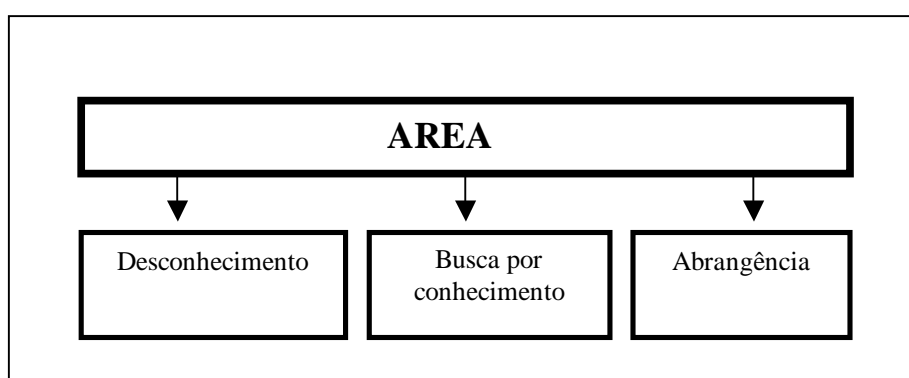 AREA
Desconhecimento
Busca por
conhecimento
Abrangência